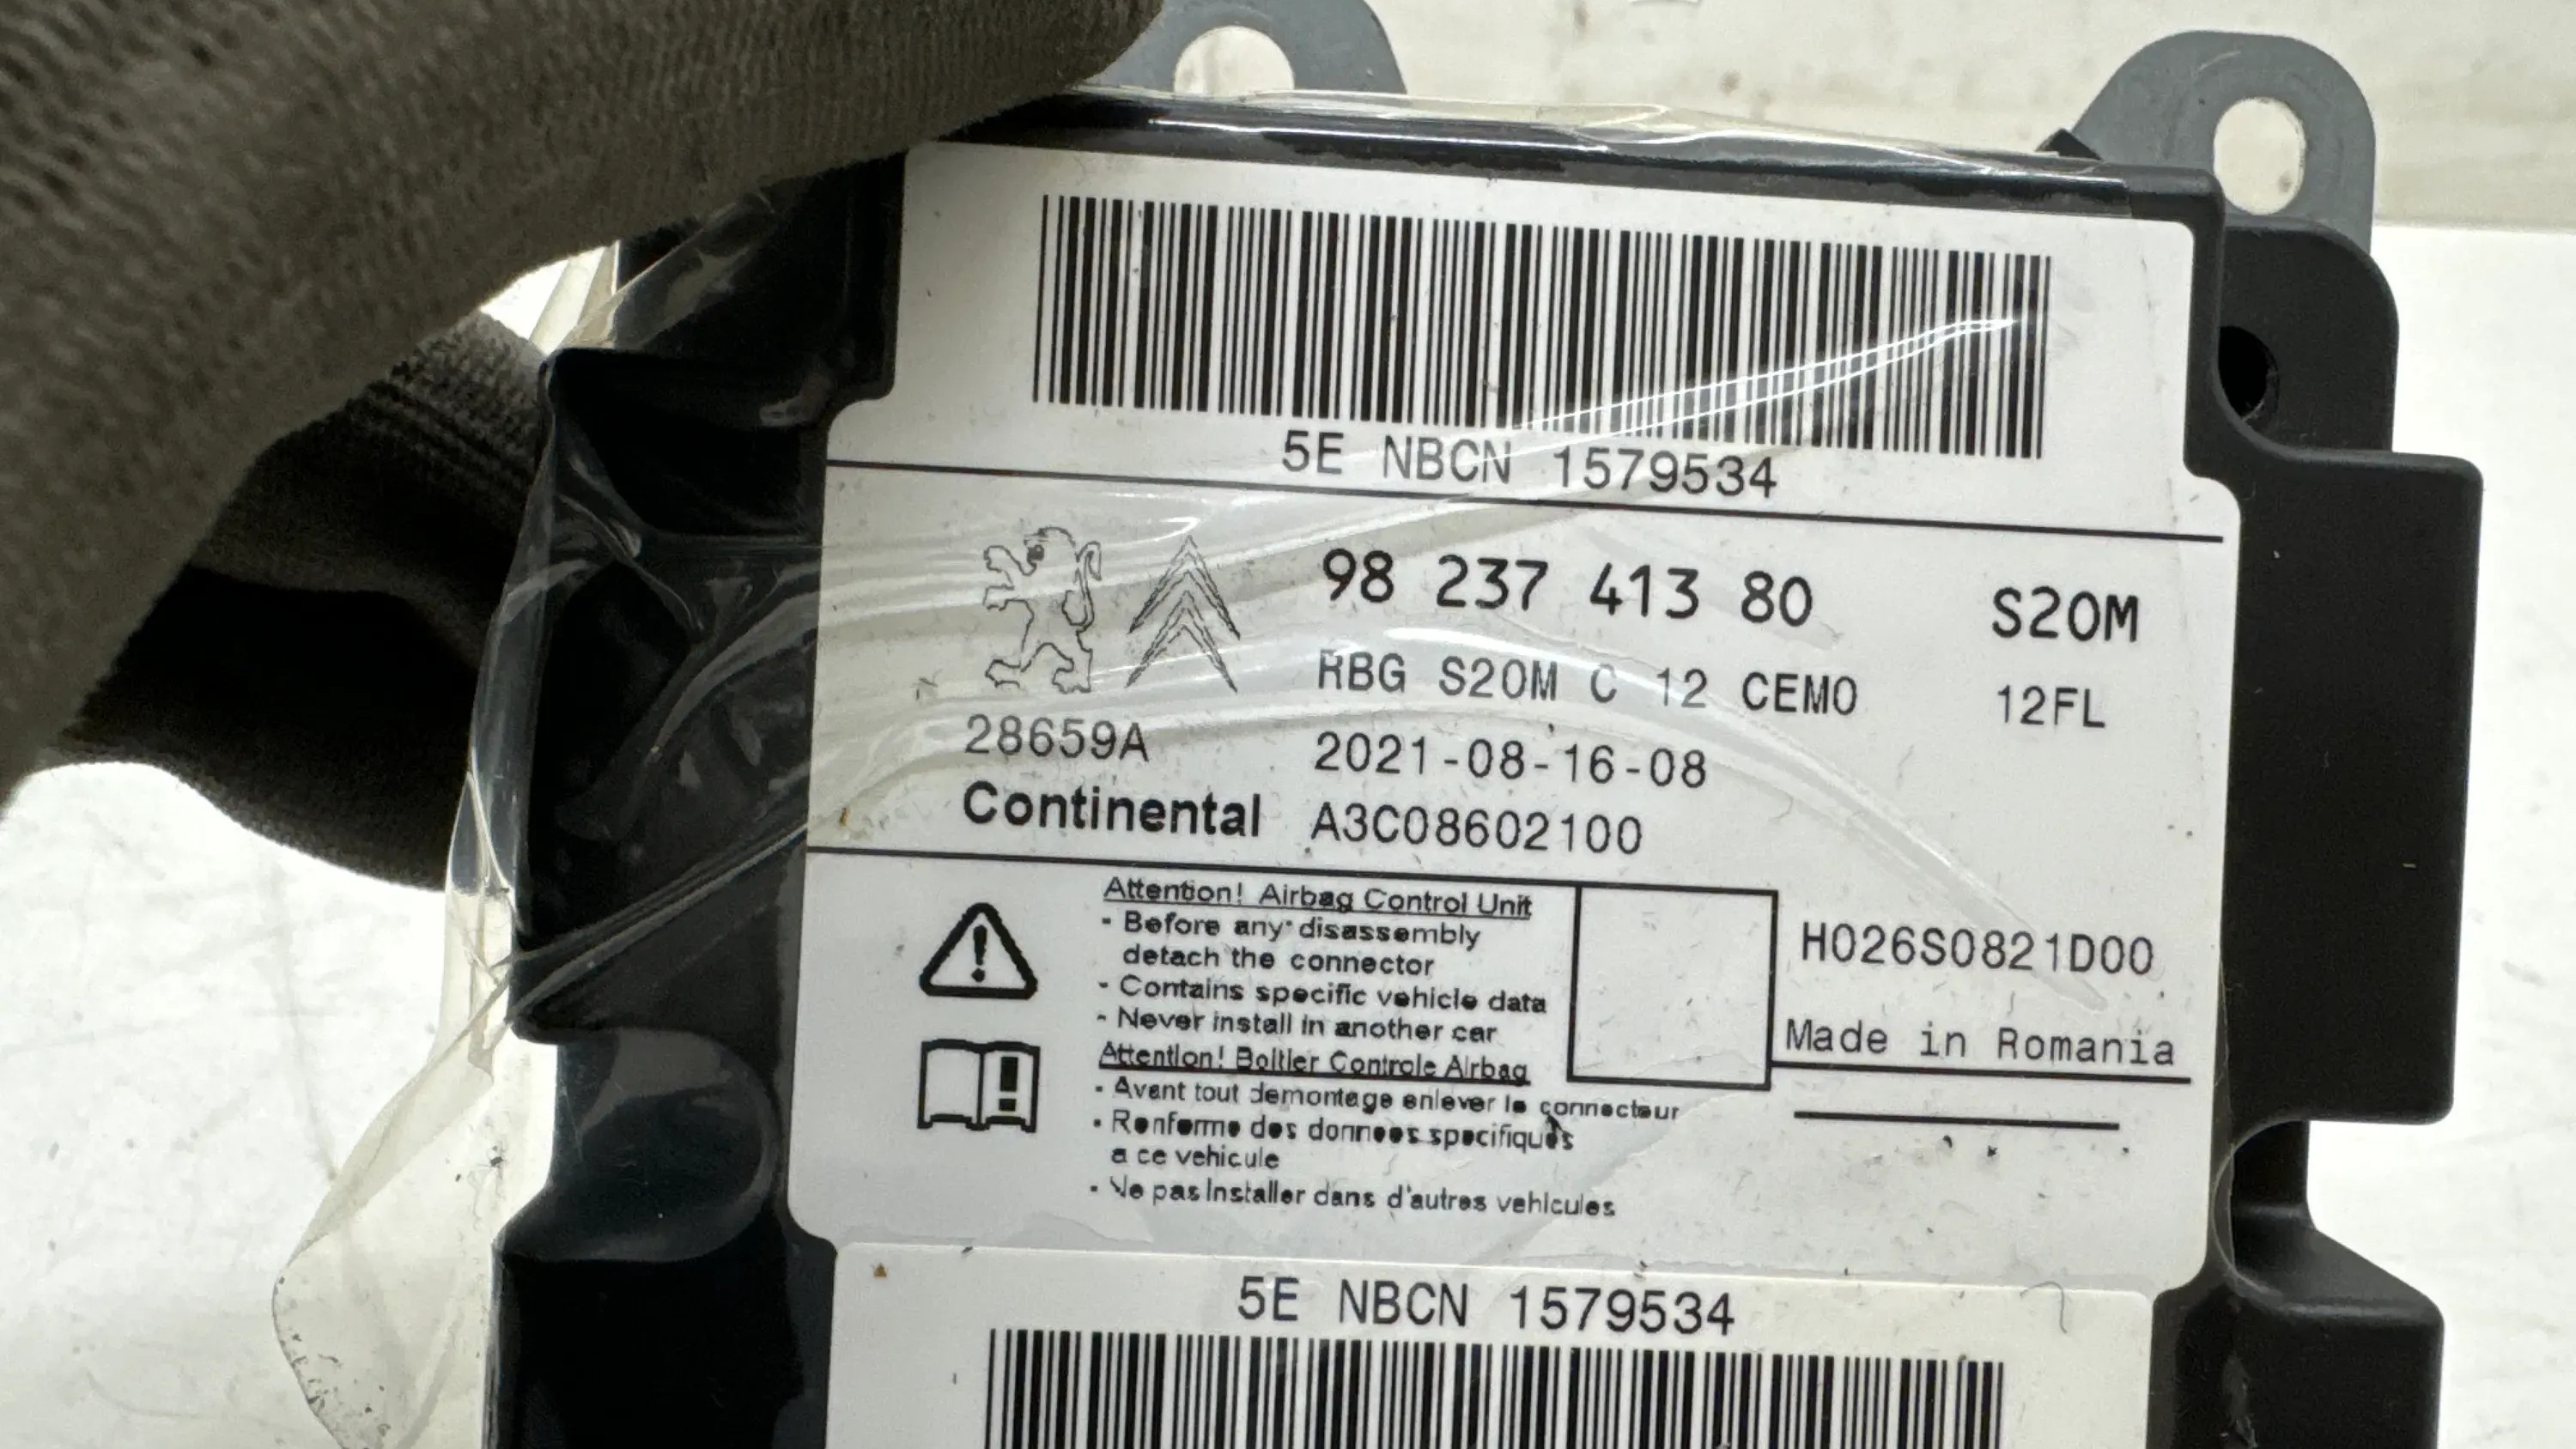 5E NBCN 1579534
98 237 413 80 S20M
RBG S20M C 12 CEM0 12FL
28659A 2021-08-16-08
Continental A3C08602100
Attention! Airbag Control Unit
- Before any disassembly
detach the connector
- Contains specific vehicle data
- Never install in another car
H026S0821D00
Made in Romania
Attention! Boitier Controle Airbag
- Avant tout demontage enlever le connecteur
- Renferme des donnees specifiques
a ce vehicule
- Ne pas installer dans d'autres vehicules
5E NBCN 1579534